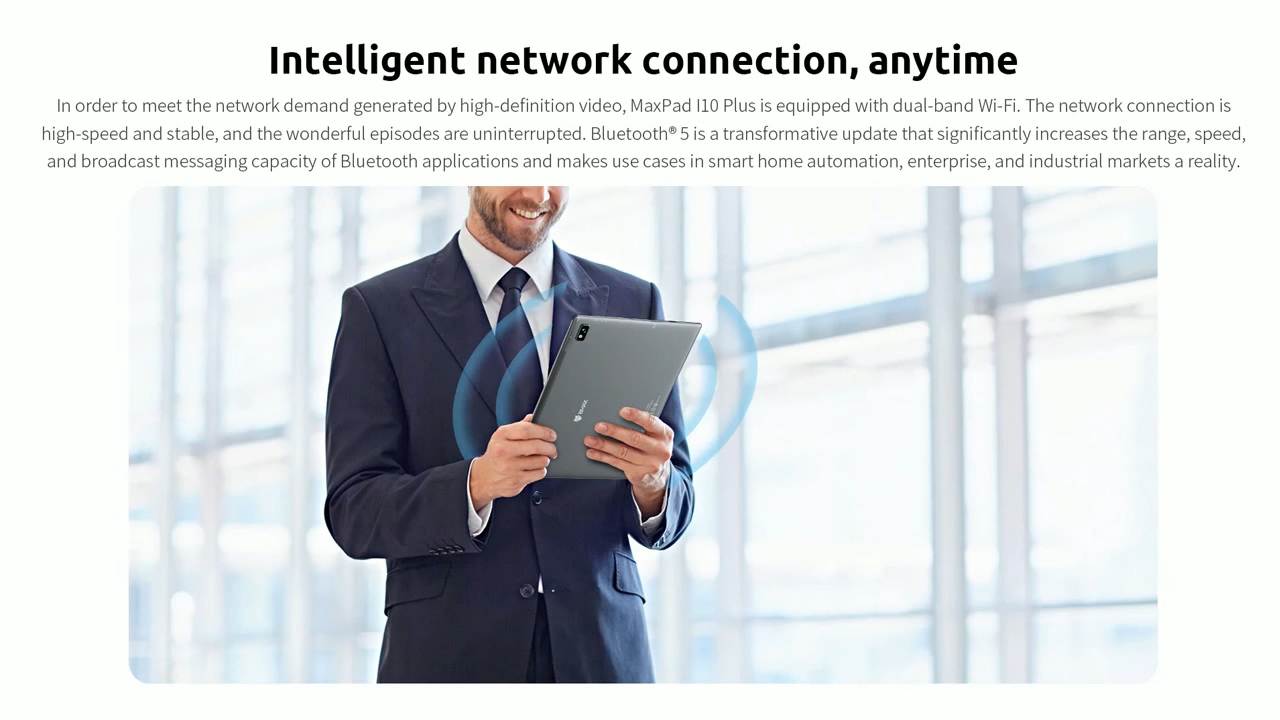 Intelligent network connection, anytime
In order to meet the network demand generated by high-definition video, MaxPad I10 Plus is equipped with dual-band Wi-Fi. The network connection is
high-speed and stable, and the wonderful episodes are uninterrupted. Bluetooth® 5 is a transformative update that significantly increases the range, speed,
and broadcast messaging capacity of Bluetooth applications and makes use cases in smart home automation, enterprise, and industrial markets a reality.